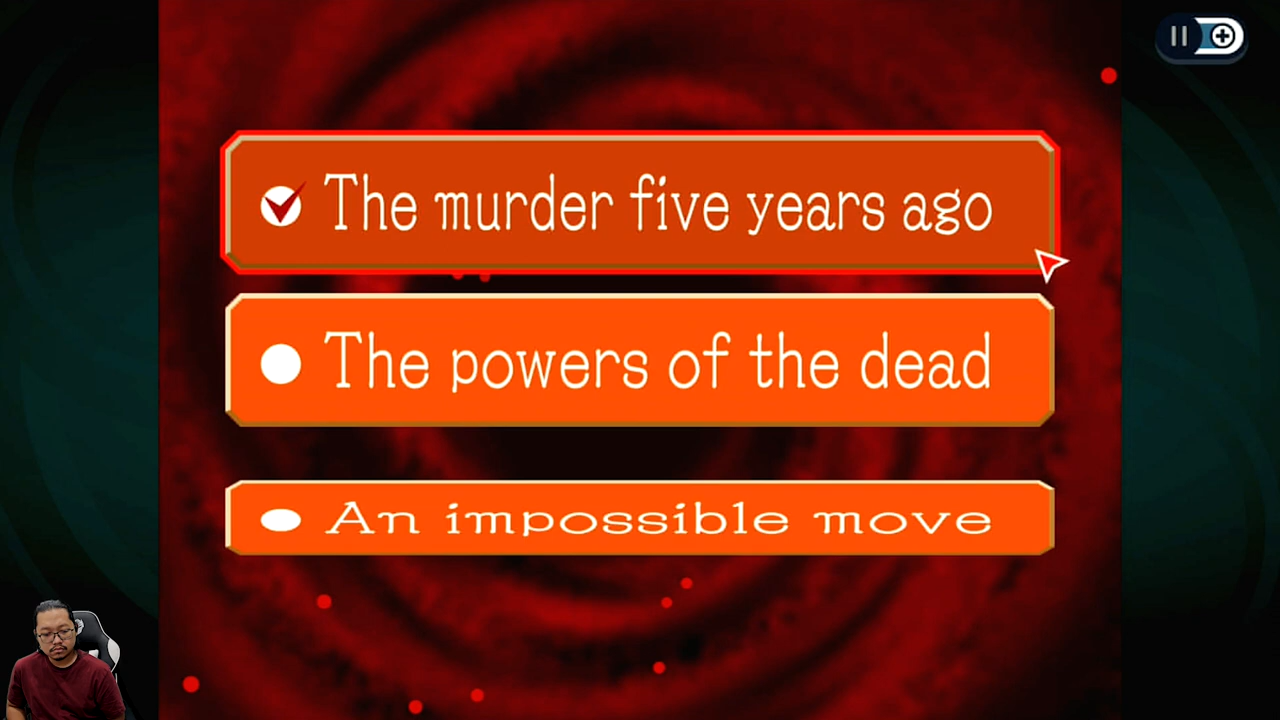 The murder five years ago
The powers of the dead
An impossible move